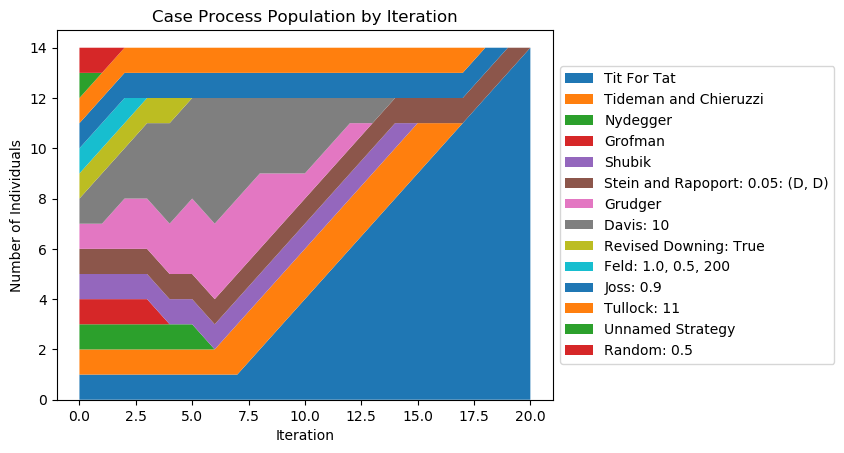 Case Process Population by Iteration
Number of Individuals
14
12
10
8
6
4
2
0
0.0 2.5 5.0 7.5 10.0 12.5 15.0 17.5 20.0
Iteration
Tit For Tat
Tideman and Chieruzzi
Nydegger
Grofman
Shubik
Stein and Rapoport: 0.05: (D, D)
Grudger
Davis: 10
Revised Downing: True
Feld: 1.0, 0.5, 200
Joss: 0.9
Tullock: 11
Unnamed Strategy
Random: 0.5